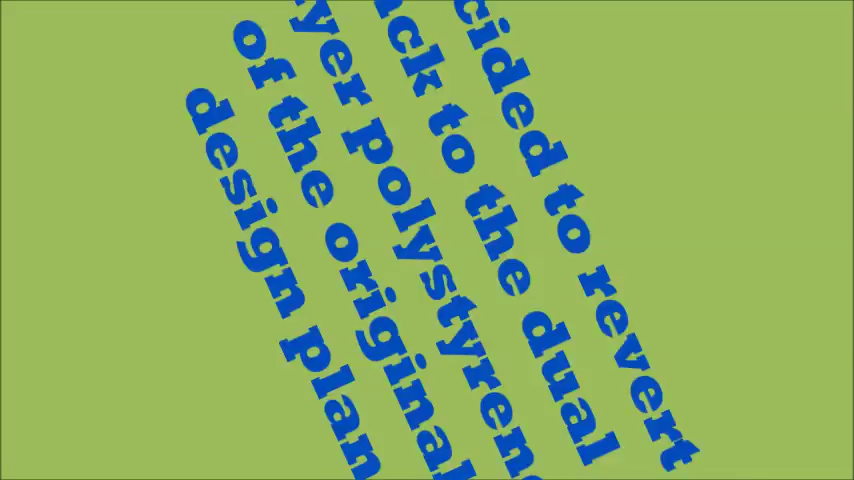 cided to revert
ack to the dual
yer polystyrene
of the original
design plan